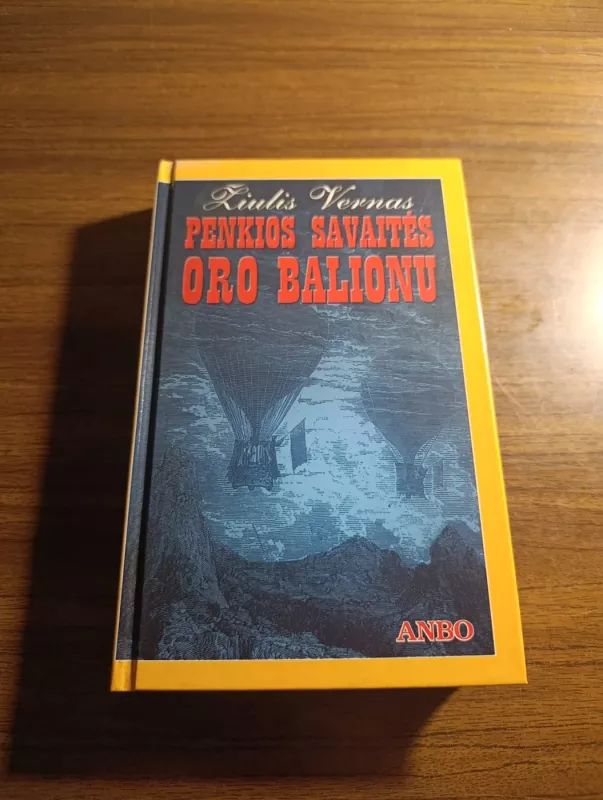 Žiulis Vernas
PENKIOS SAVAITĖS
ORO BALIONU
ANBO